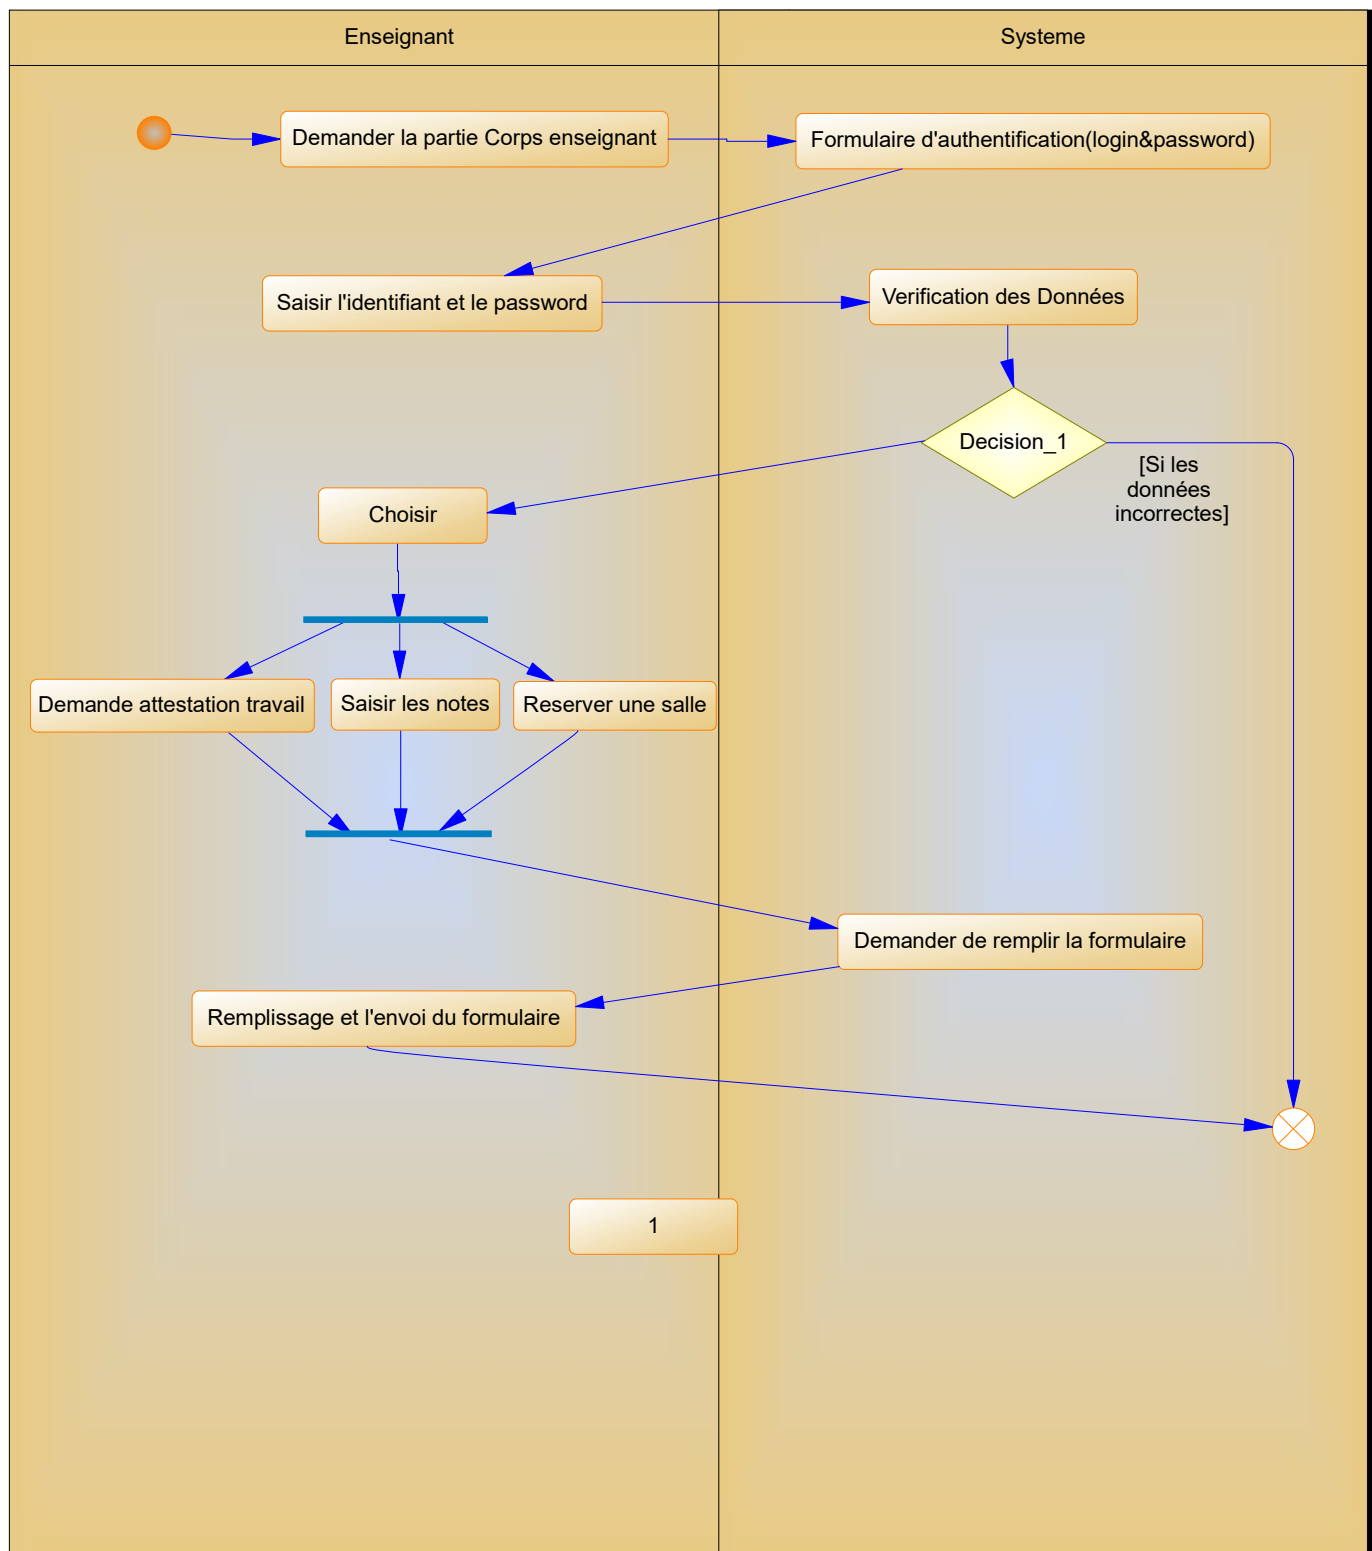 Enseignant
Systeme
Demander la partie Corps enseignant
Formulaire d'authentification(login&password)
Saisir l'identifiant et le password
Verification des Données
Decision_1
[Si les
données
incorrectes]
Choisir
Demande attestation travail
Saisir les notes
Reserver une salle
Demander de remplir la formulaire
Remplissage et l'envoi du formulaire
1